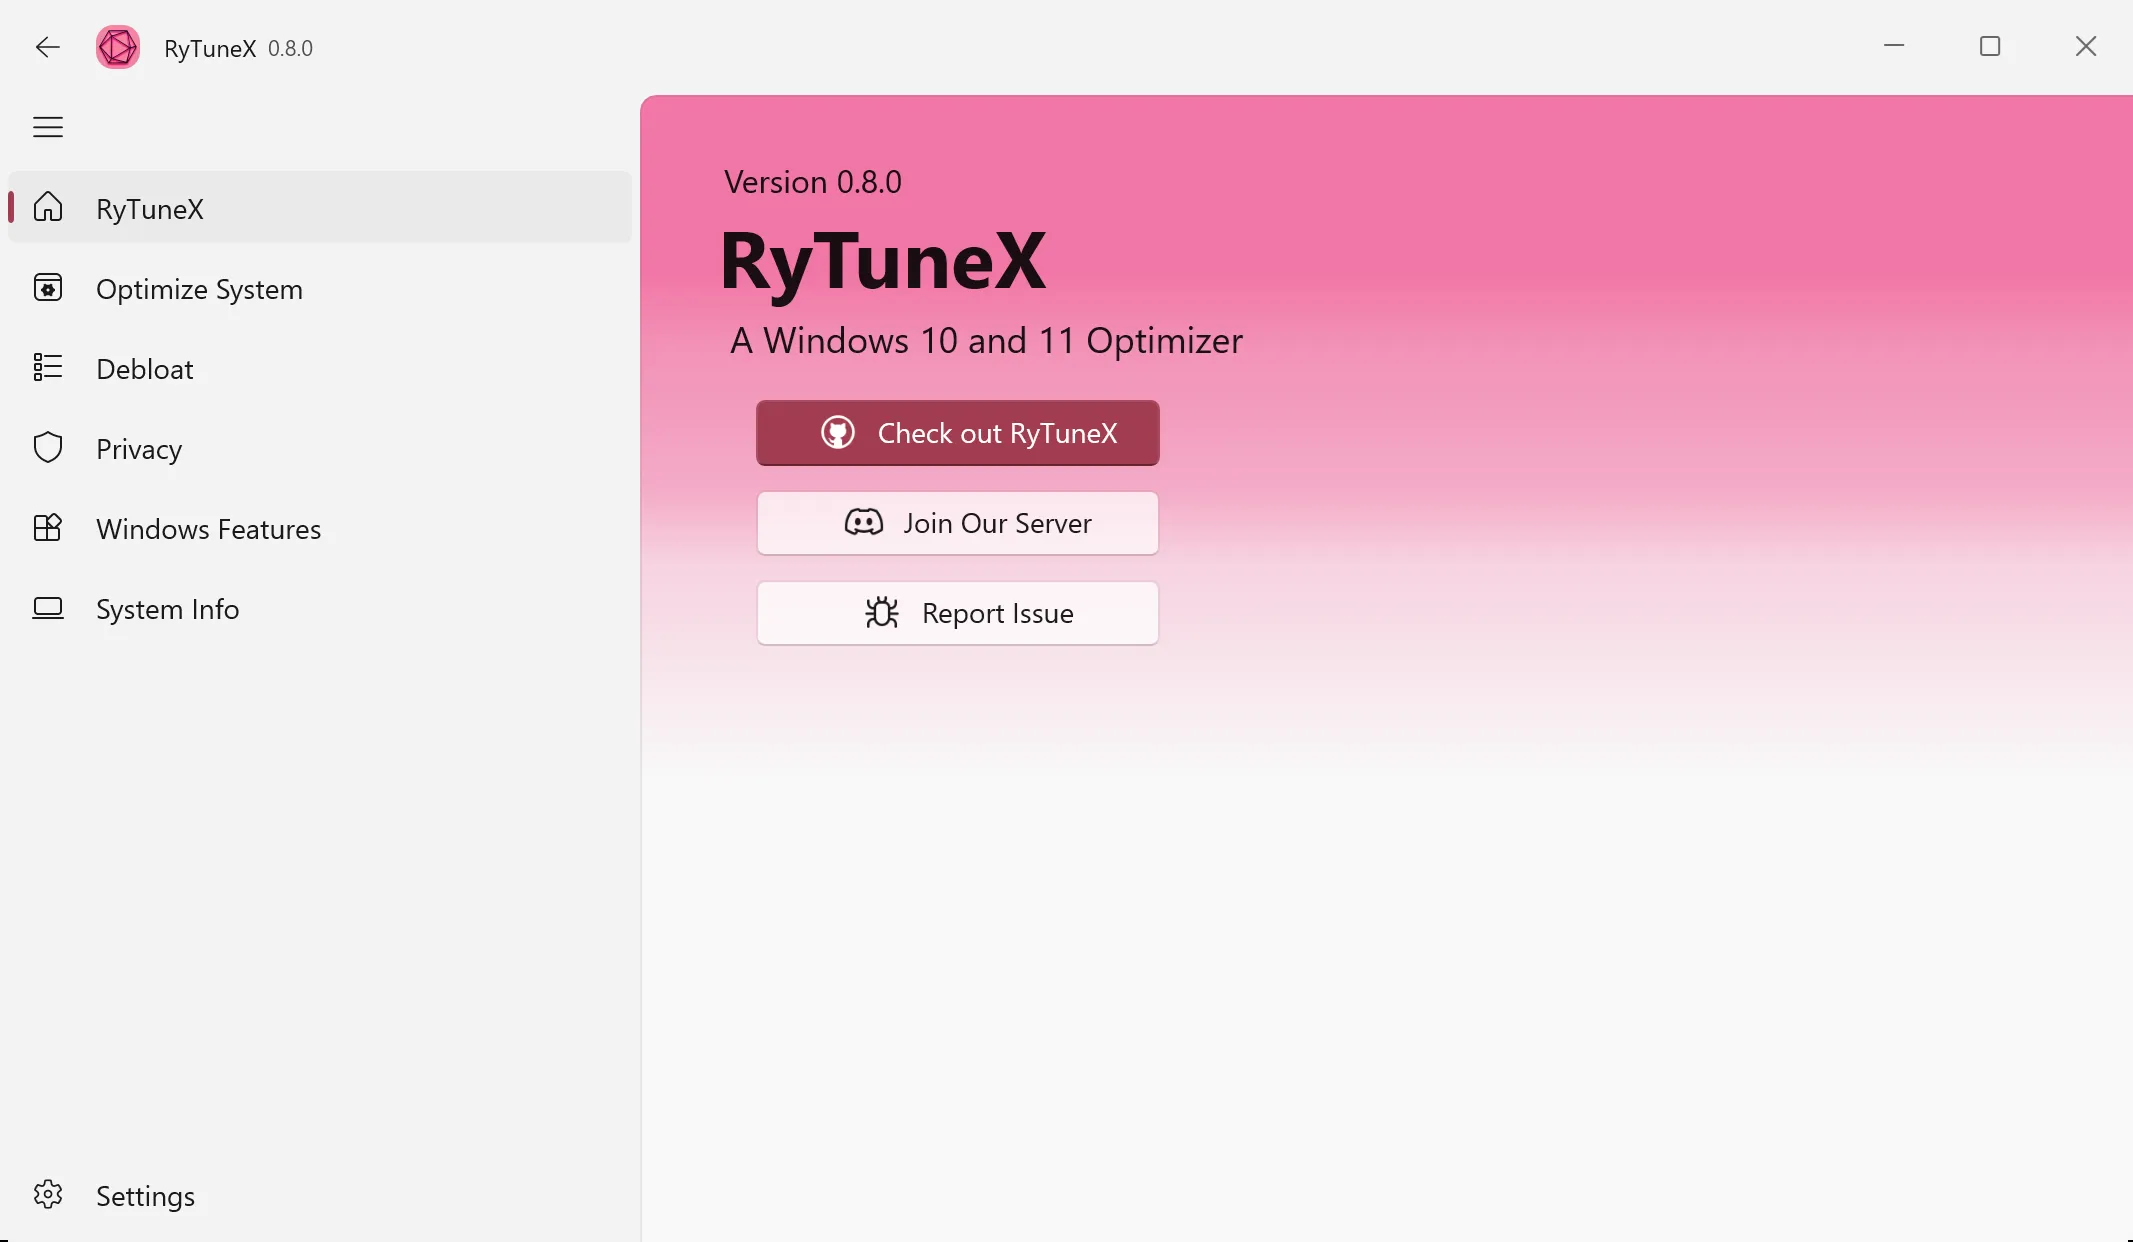 RyTuneX 0.8.0
RyTuneX
Optimize System
Debloat
Privacy
Windows Features
System Info
Settings
Version 0.8.0
RyTuneX
A Windows 10 and 11 Optimizer
Check out RyTuneX
Join Our Server
Report Issue